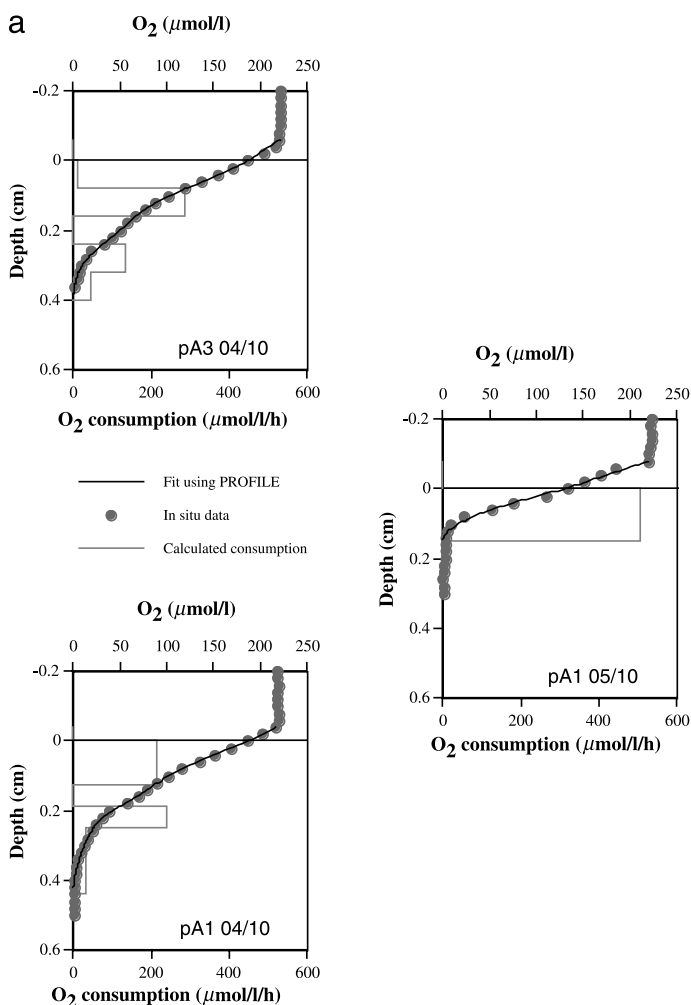 a
O2 (μmol/l)
0 50 100 150 200 250
-0.2
0
0.2
0.4
0.6
Depth (cm)
pA3 04/10
0 200 400 600
O2 consumption (μmol/l/h)
Fit using PROFILE
In situ data
Calculated consumption
O2 (μmol/l)
0 50 100 150 200 250
-0.2
0
0.2
0.4
0.6
Depth (cm)
pA1 05/10
0 200 400 600
O2 consumption (μmol/l/h)
O2 (μmol/l)
0 50 100 150 200 250
-0.2
0
0.2
0.4
0.6
Depth (cm)
pA1 04/10
0 200 400 600
O2 consumption (μmol/l/h)